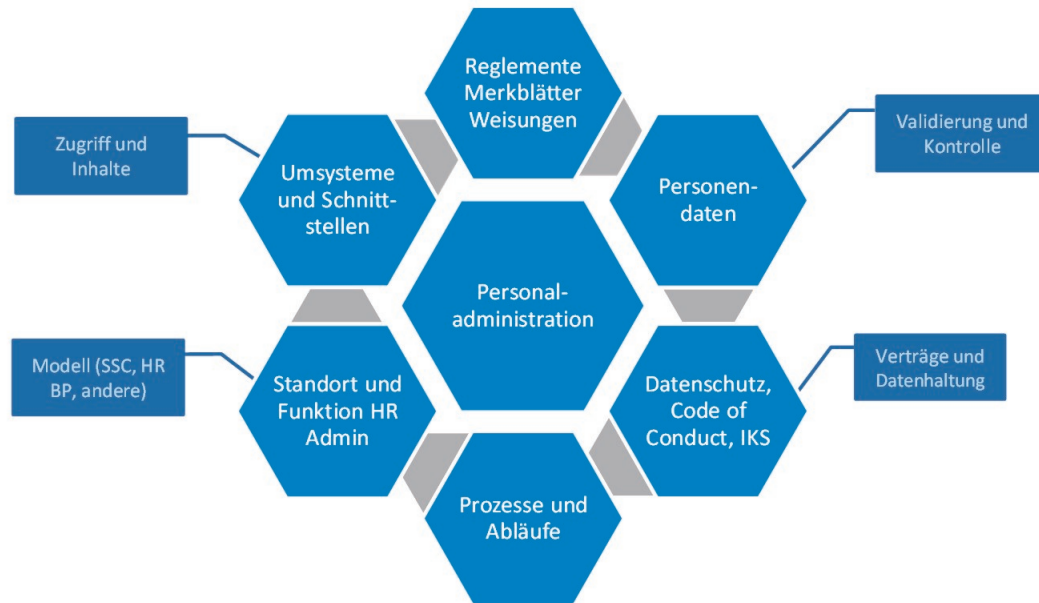 Reglemente
Merkblätter
Weisungen
Zugriff und
Inhalte
Validierung und
Kontrolle
Umsysteme
und Schnitt-
stellen
Personen-
daten
Personal-
administration
Modell (SSC, HR
BP, andere)
Verträge und
Datenhaltung
Standort und
Funktion HR
Admin
Datenschutz,
Code of
Conduct, IKS
Prozesse und
Abläufe